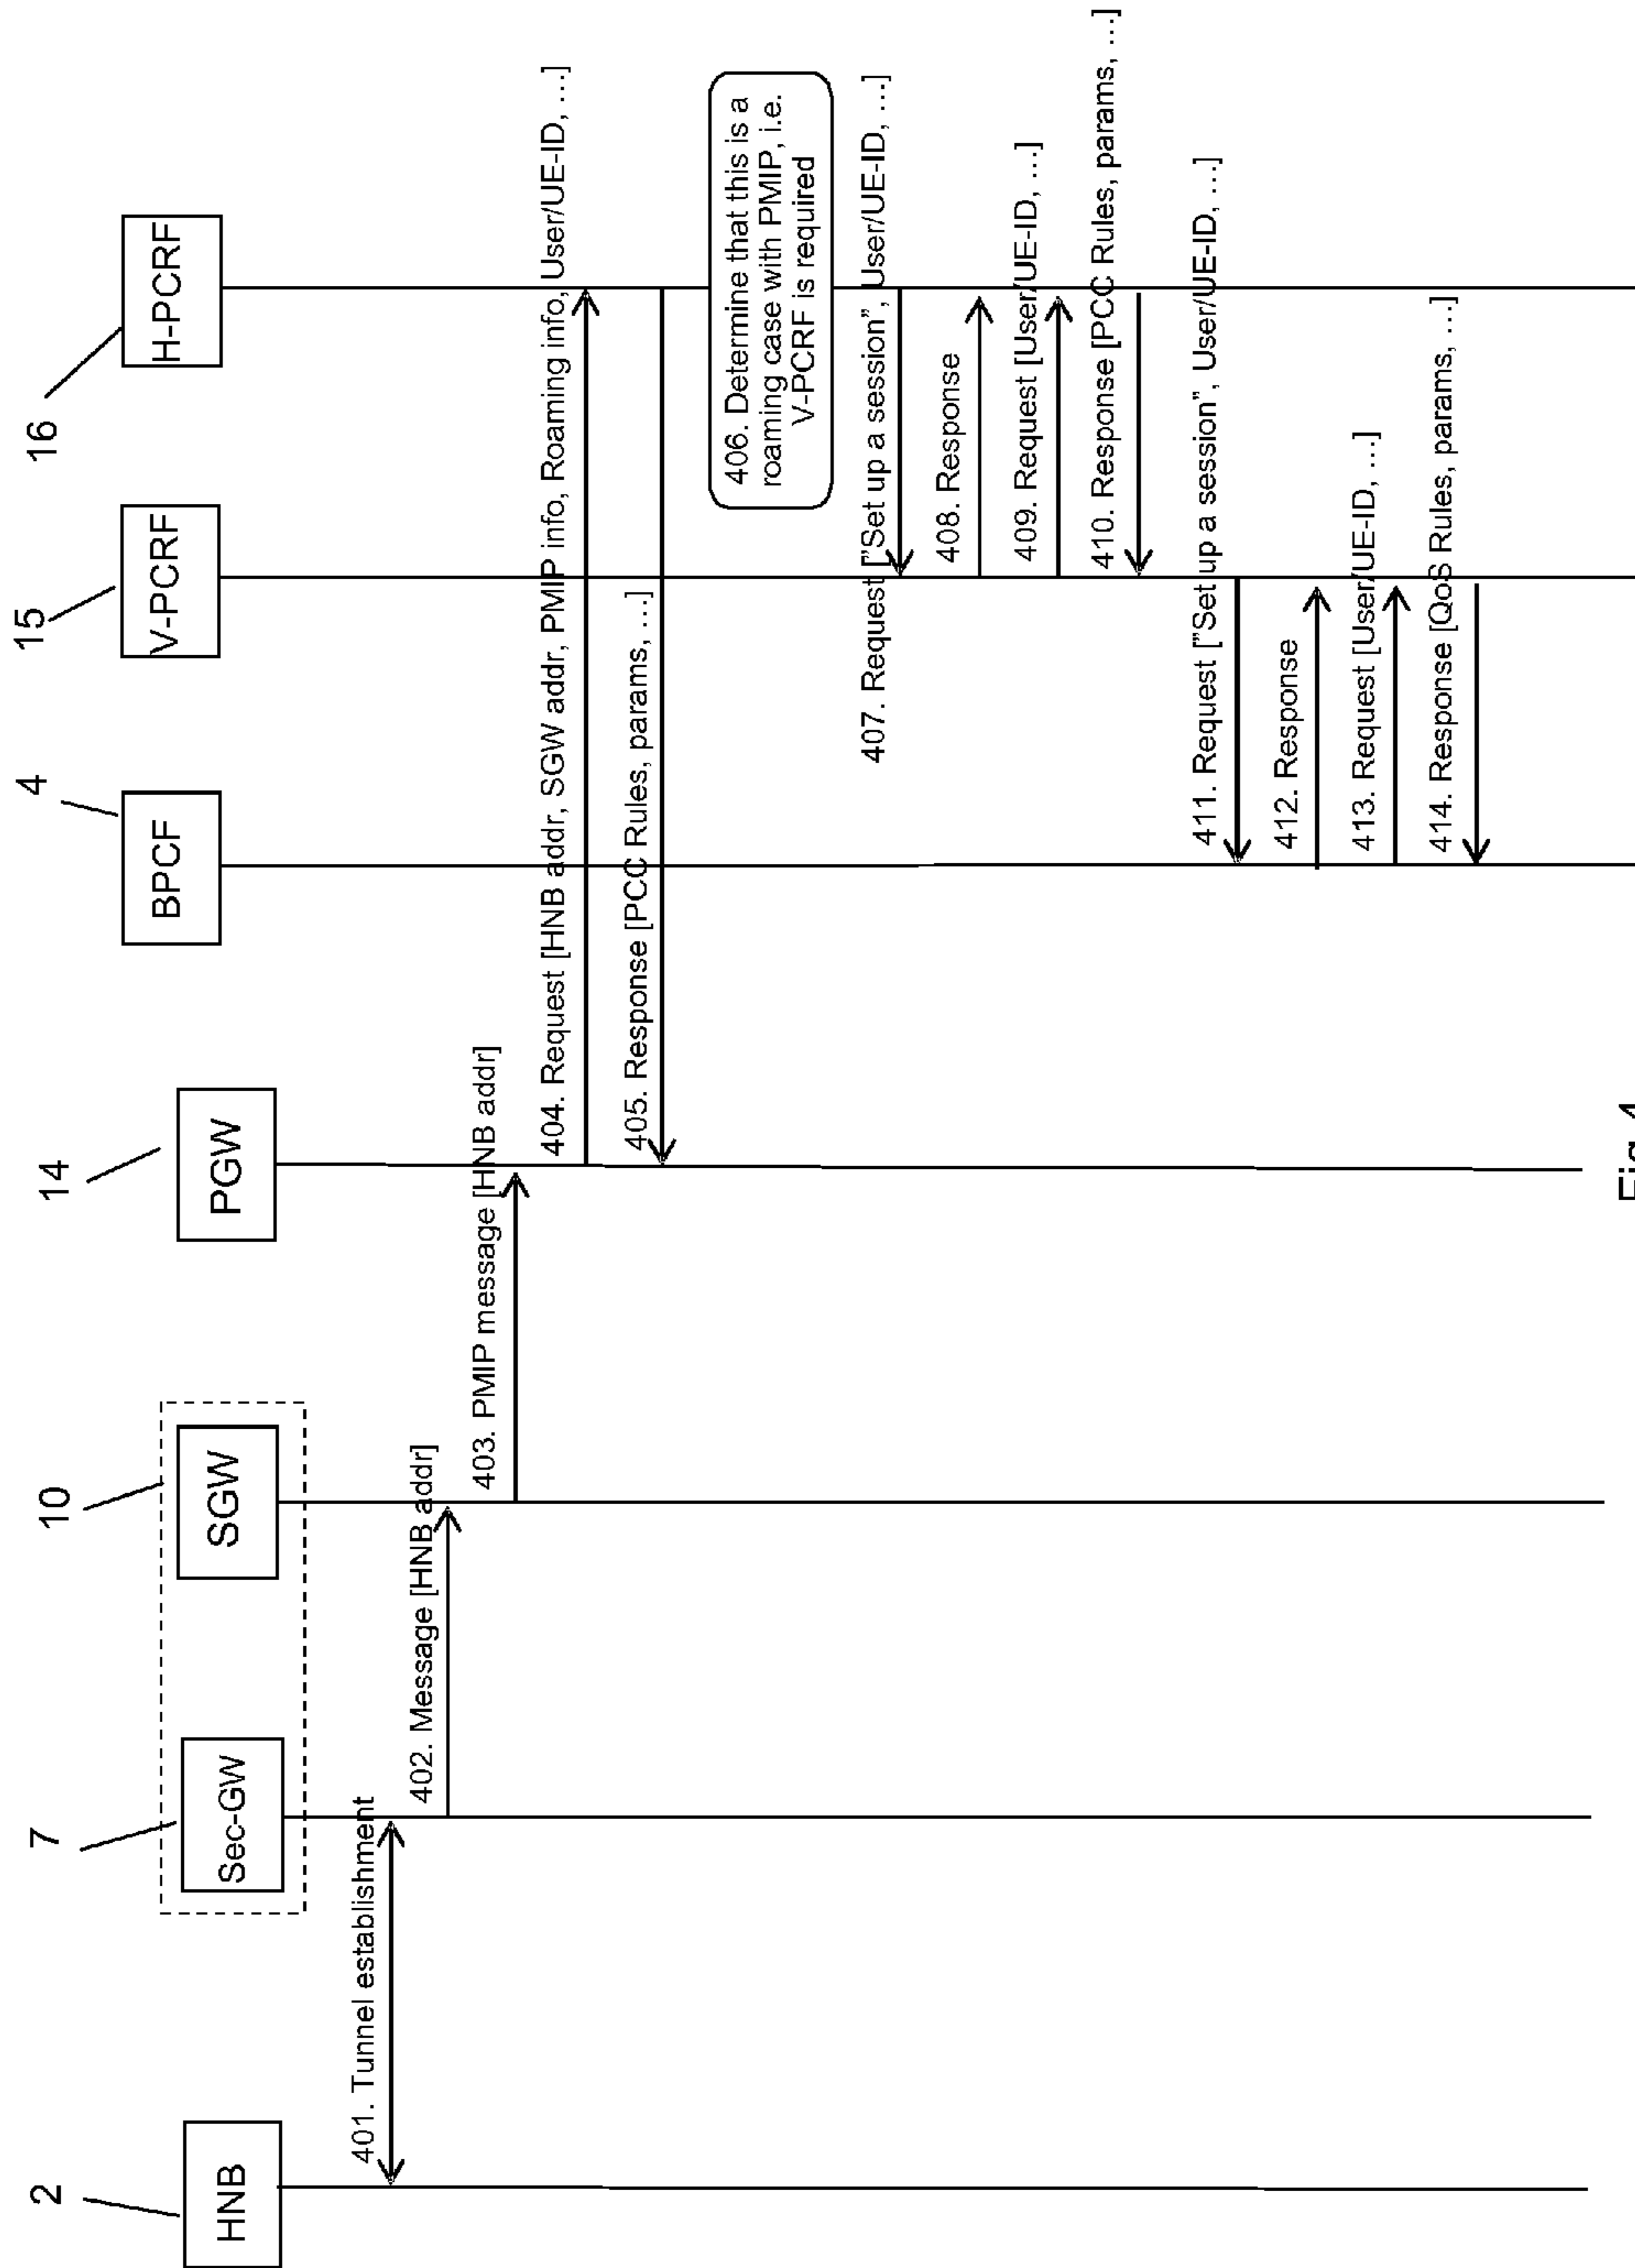 2
7
10
14
4
15
16
HNB
Sec-GW
SGW
PGW
BPCF
V-PCRF
H-PCRF
401. Tunnel establishment
402. Message [HNB addr]
403. PMIP message [HNB addr]
404. Request [HNB addr, SGW addr, PMIP info, Roaming info, User/UE-ID, ...]
405. Response [PCC Rules, params, ...]
406. Determine that this is a
roaming case with PMIP, i.e.
V-PCRF is required
407. Request ["Set up a session", User/UE-ID, ...]
408. Response
409. Request [User/UE-ID, ...]
410. Response [PCC Rules, params, ...]
411. Request ["Set up a session", User/UE-ID, ...]
412. Response
413. Request [User/UE-ID, ...]
414. Response [QoS Rules, params, ...]